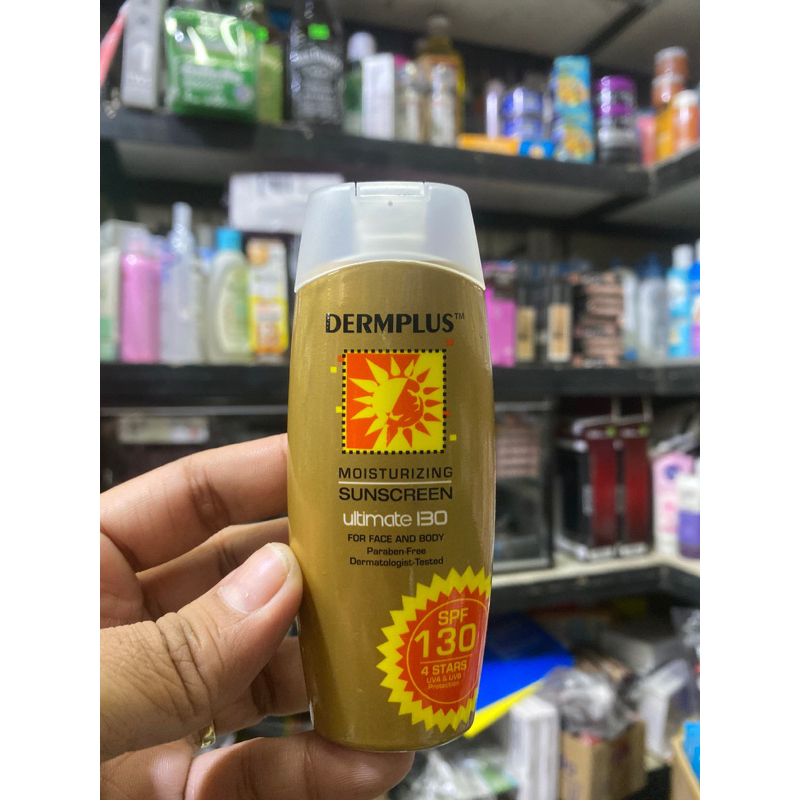 DERMPLUS™
MOISTURIZING
SUNSCREEN
ultimate 130
FOR FACE AND BODY
Paraben-Free
Dermatologist-Tested
SPF
130
4 STARS
UVA & UVB
Protection